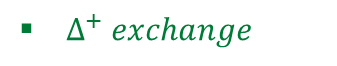 ▪ Δ⁺ exchange